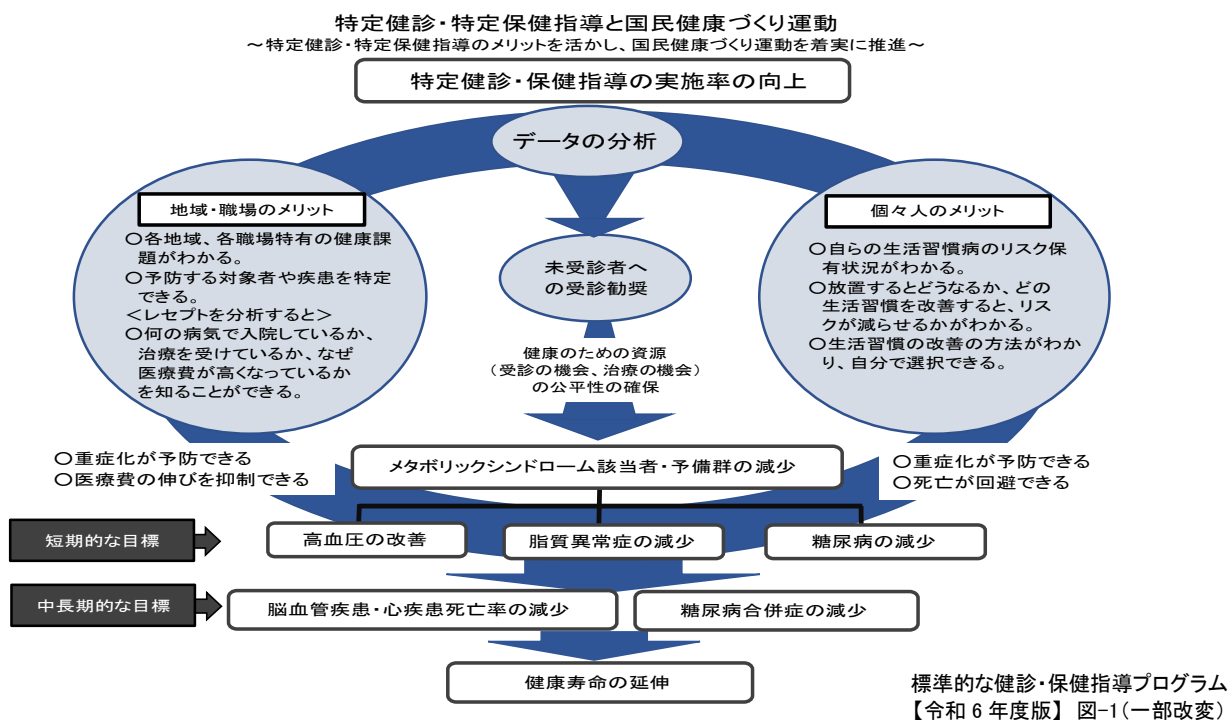 特定健診・特定保健指導と国民健康づくり運動
～特定健診・特定保健指導のメリットを活かし、国民健康づくり運動を着実に推進～
特定健診・保健指導の実施率の向上
データの分析
地域・職場のメリット
○各地域、各職場特有の健康課
題がわかる。
○予防する対象者や疾患を特定
できる。
＜レセプトを分析すると＞
○何の病気で入院しているか、
治療を受けているか、なぜ
医療費が高くなっているか
を知ることができる。
未受診者へ
の受診勧奨
健康のための資源
（受診の機会、治療の機会）
の公平性の確保
個々人のメリット
○自らの生活習慣病のリスク保
有状況がわかる。
○放置するとどうなるか、どの
生活習慣を改善すると、リス
クが減らせるかがわかる。
○生活習慣の改善の方法がわか
り、自分で選択できる。
○重症化が予防できる
○医療費の伸びを抑制できる
メタボリックシンドローム該当者・予備群の減少
○重症化が予防できる
○死亡が回避できる
短期的な目標
高血圧の改善
脂質異常症の減少
糖尿病の減少
中長期的な目標
脳血管疾患・心疾患死亡率の減少
糖尿病合併症の減少
健康寿命の延伸
標準的な健診・保健指導プログラム
【令和６年度版】 図-1（一部改変）